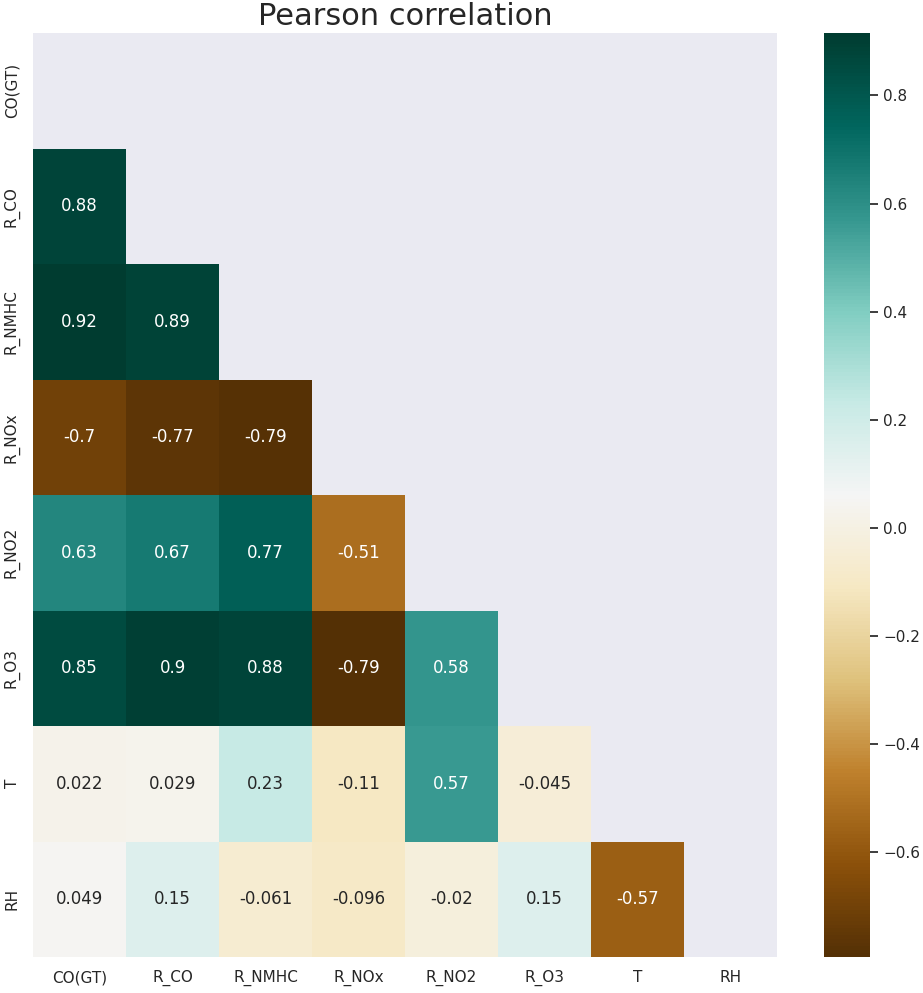 Pearson correlation
CO(GT)
R_CO 0.88
R_NMHC 0.92 0.89
R_NOx -0.7 -0.77 -0.79
R_NO2 0.63 0.67 0.77 -0.51
R_O3 0.85 0.9 0.88 -0.79 0.58
T 0.022 0.029 0.23 -0.11 0.57 -0.045
RH 0.049 0.15 -0.061 -0.096 -0.02 0.15 -0.57
CO(GT) R_CO R_NMHC R_NOx R_NO2 R_O3 T RH
0.8
0.6
0.4
0.2
0.0
−0.2
−0.4
−0.6